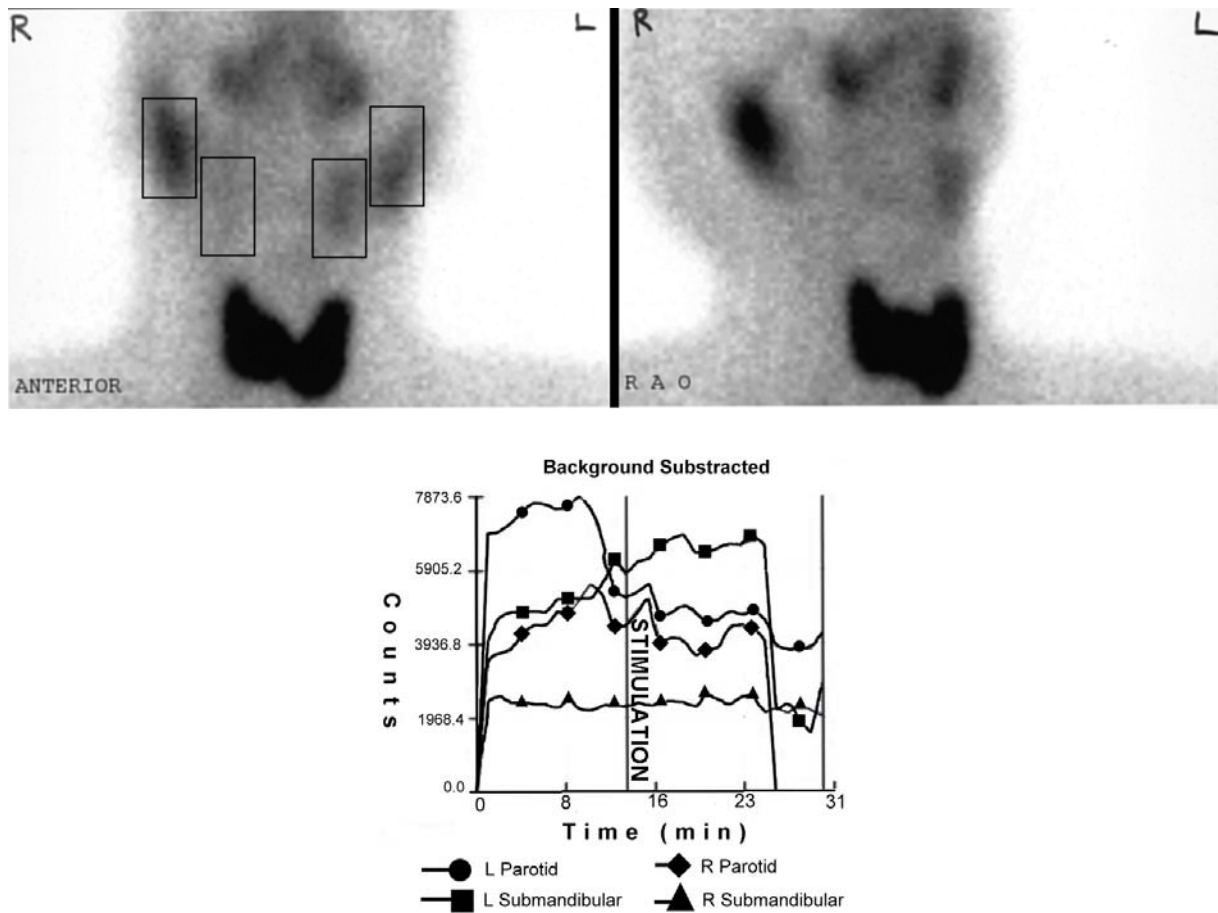 R
L
R
L
ANTERIOR
R A O
Background Substracted
7873.6
5905.2
3936.8
1968.4
0.0
Counts
STIMULATION
0
8
16
23
31
Time (min)
L Parotid
R Parotid
L Submandibular
R Submandibular